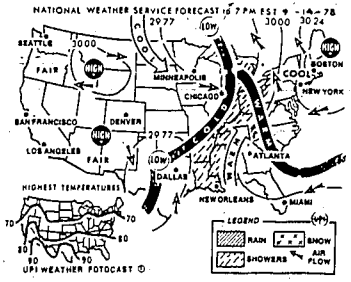 NATIONAL WEATHER SERVICE FORECAST to 7 PM EST 9 - 14 - 78
29.77
30.00
30.24
LOW
SEATTLE
30.00
HIGH
FAIR
COLD
MINNEAPOLIS
CHICAGO
HIGH
BOSTON
COOL
NEW YORK
SAN FRANCISCO
DENVER
29.77
COLD
WARM
LOS ANGELES
HIGH
FAIR
LOW
DALLAS
WARM
ATLANTA
NEW ORLEANS
MIAMI
HIGHEST TEMPERATURES
70
70
80
80
90
90
UPI WEATHER FOTOCAST
LEGEND
RAIN
SNOW
SHOWERS
AIR FLOW